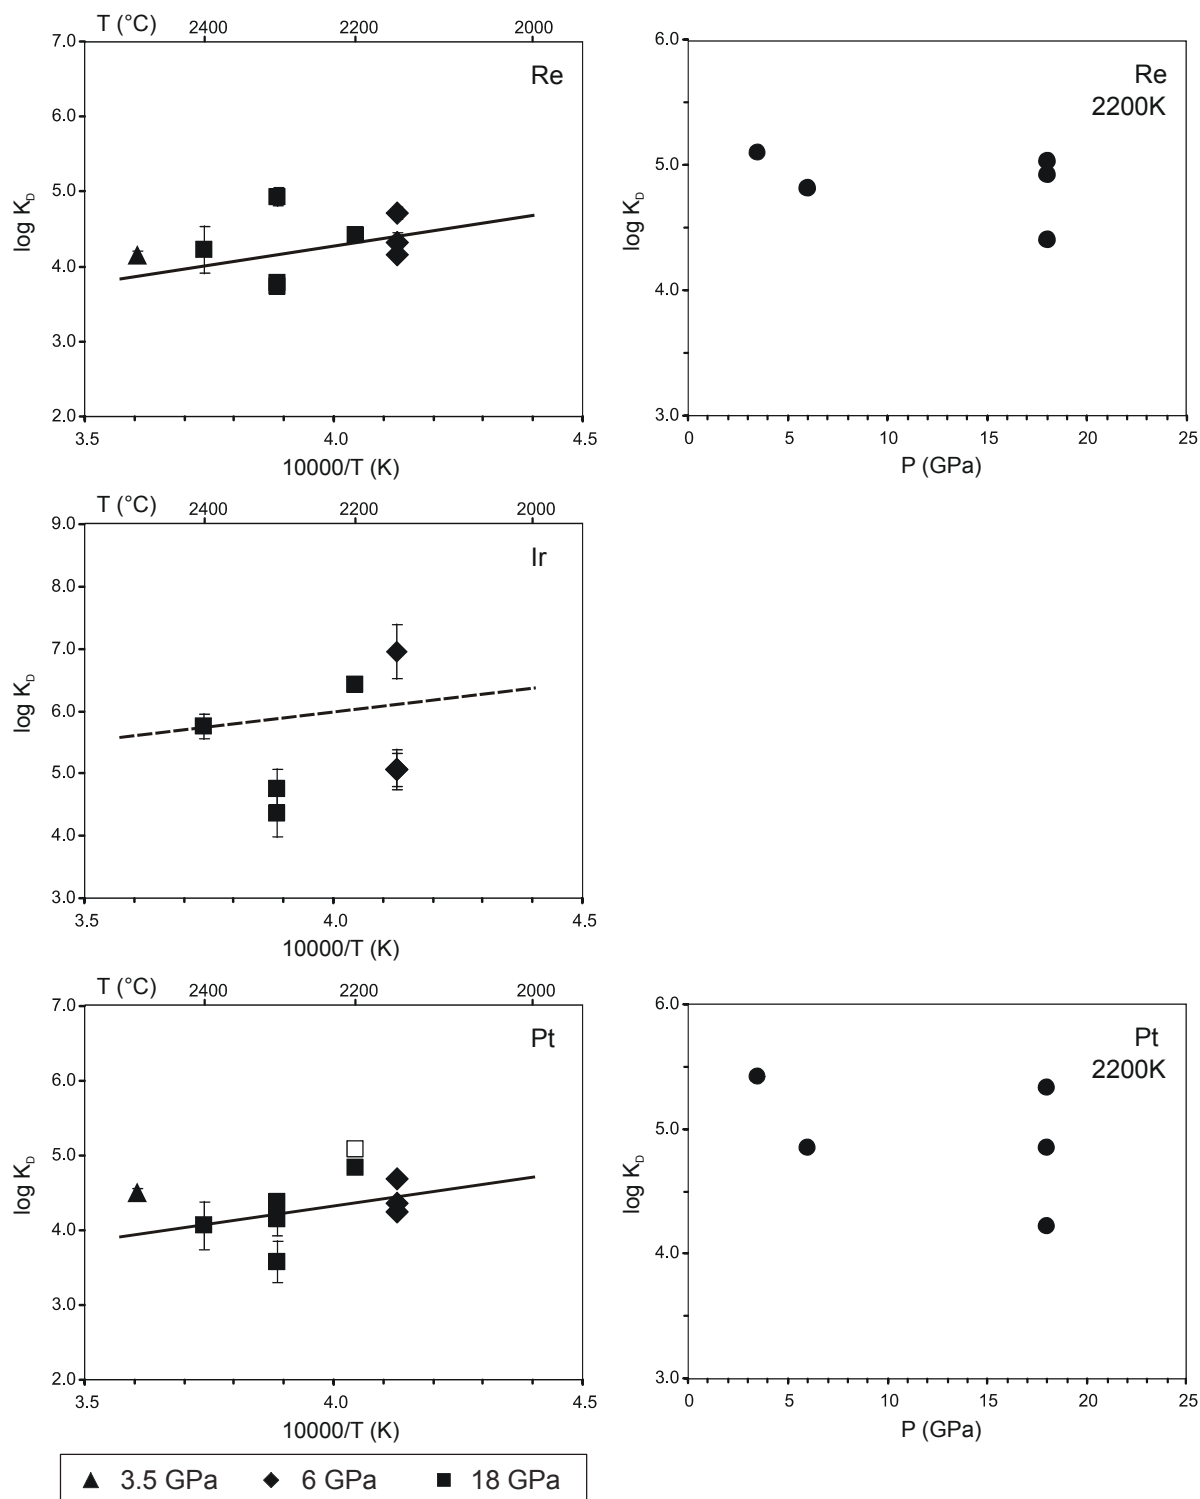 T (°C) 2400 2200 2000
7.0
Re
6.0
5.0
log K_D
4.0
3.0
2.0
3.5 4.0 4.5
10000/T (K)
6.0
Re
2200K
5.0
log K_D
4.0
3.0
0 5 10 15 20 25
P (GPa)
T (°C) 2400 2200 2000
9.0
Ir
8.0
7.0
log K_D
6.0
5.0
4.0
3.0
3.5 4.0 4.5
10000/T (K)
T (°C) 2400 2200 2000
7.0
Pt
6.0
5.0
log K_D
4.0
3.0
2.0
3.5 4.0 4.5
10000/T (K)
6.0
Pt
2200K
5.0
log K_D
4.0
3.0
0 5 10 15 20 25
P (GPa)
3.5 GPa 6 GPa 18 GPa